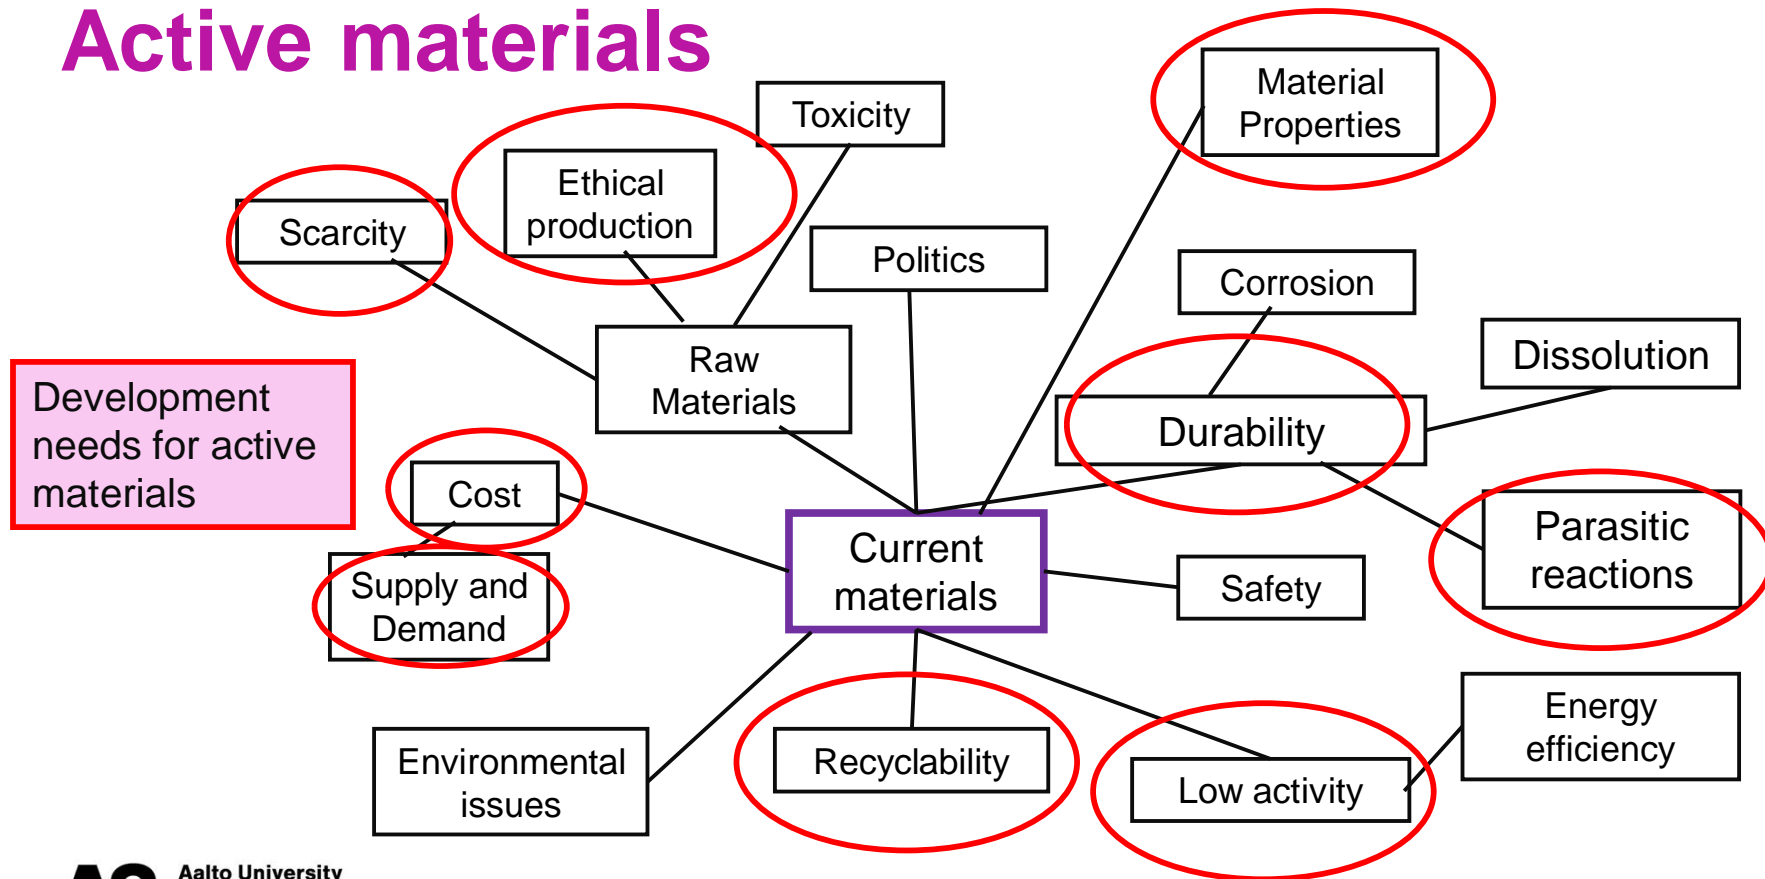 Active materials
Material
Properties
Toxicity
Ethical
production
Scarcity
Politics
Corrosion
Dissolution
Raw
Materials
Development
needs for active
materials
Durability
Cost
Parasitic
reactions
Current
materials
Supply and
Demand
Safety
Energy
efficiency
Environmental
issues
Recyclability
Low activity
Aalto University